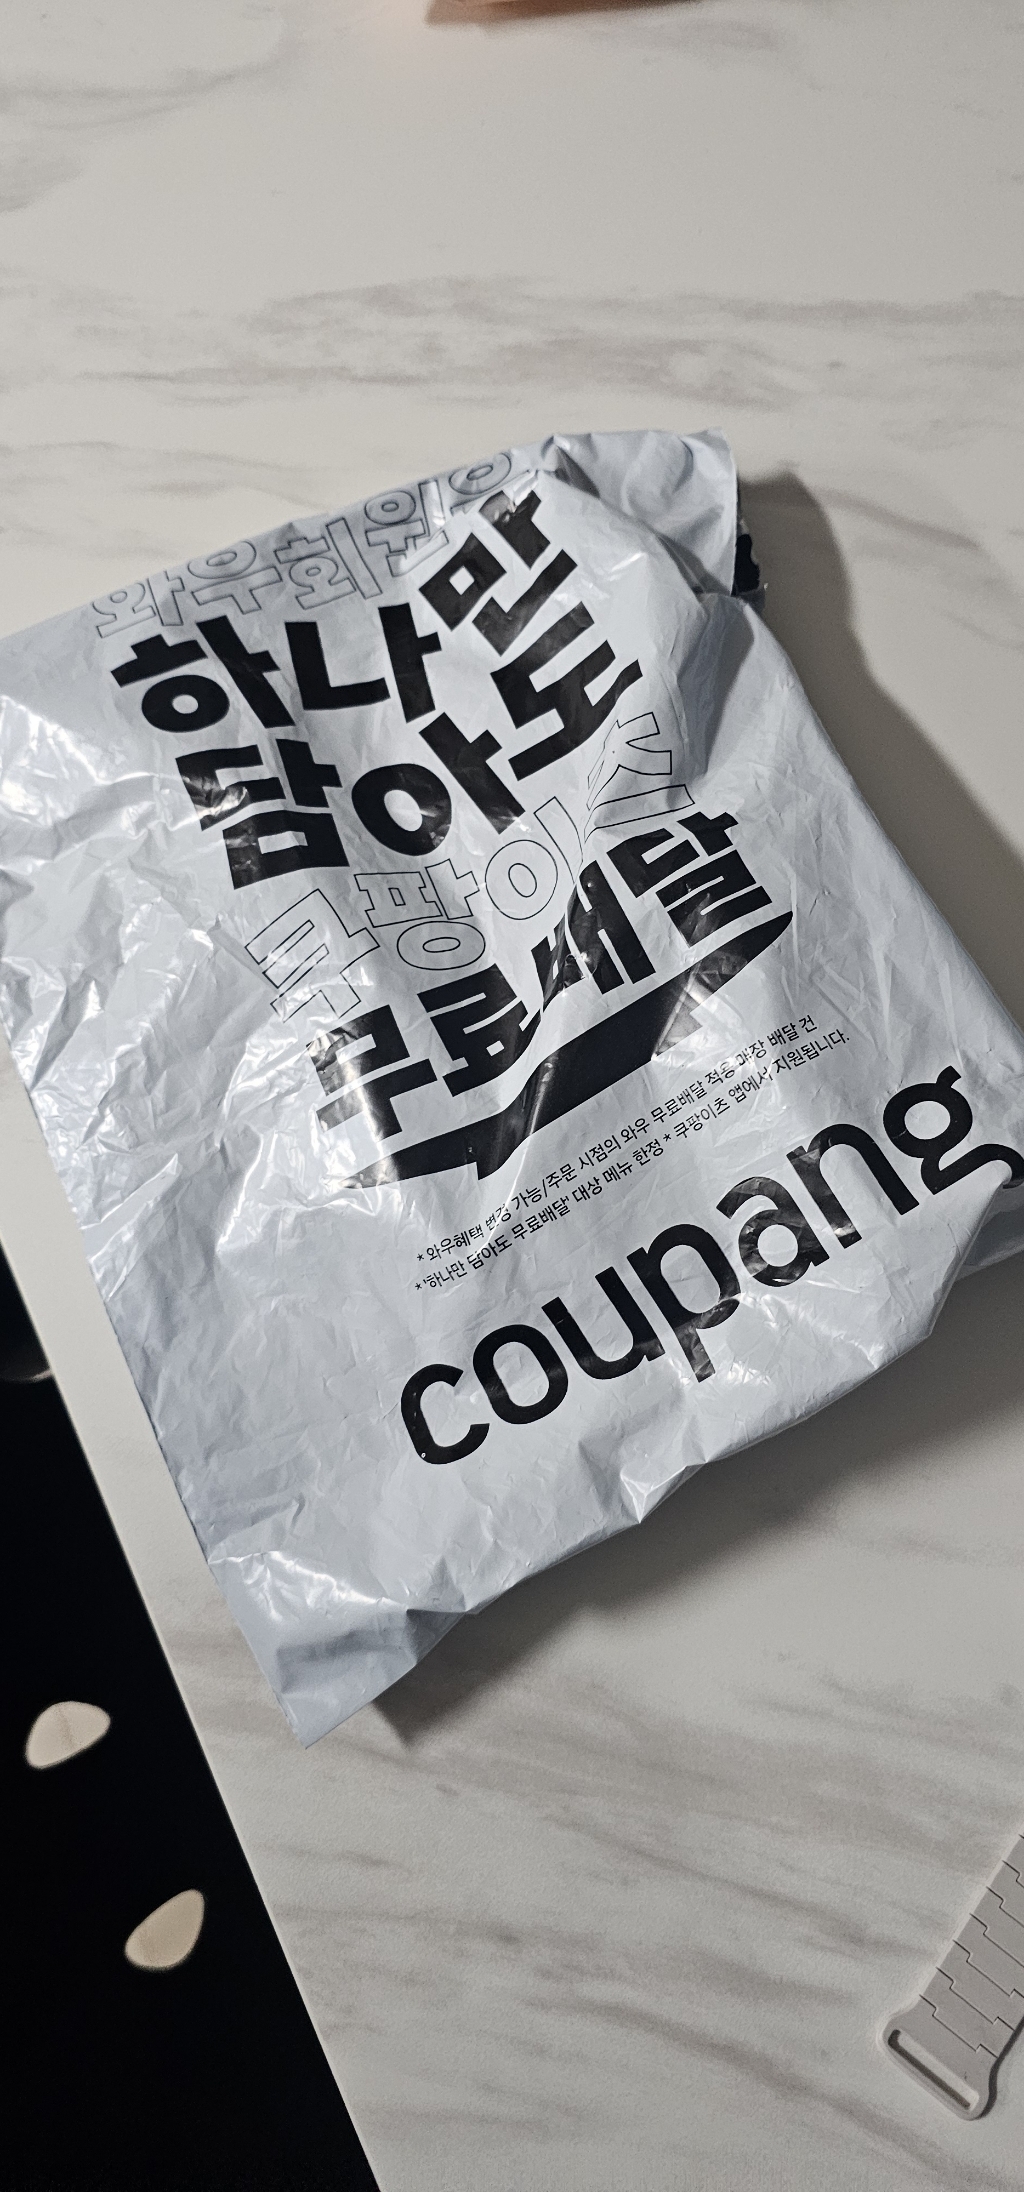 와우회원은
하나만
담아도
쿠팡이츠
무료배달
* 와우혜택 변경 가능/주문 시점의 와우 무료배달 적용 매장 배달 건
* '하나만 담아도 무료배달' 대상 메뉴 한정 * 쿠팡이츠 앱에서 지원됩니다.
coupang